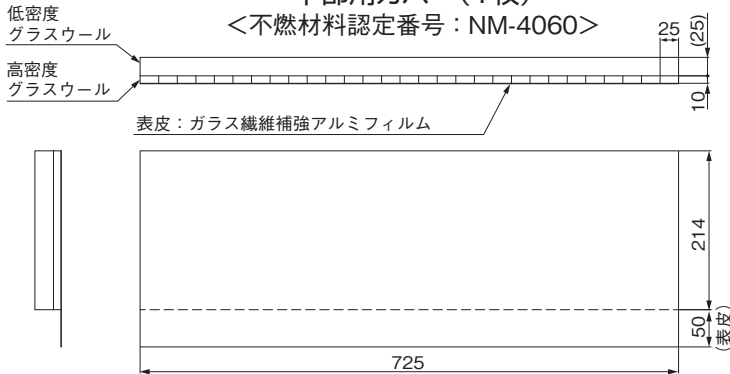 <不燃材料認定番号：NM-4060>
低密度
グラスウール
高密度
グラスウール
25
(25)
10
表皮：ガラス繊維補強アルミフィルム
214
50
(表皮)
725